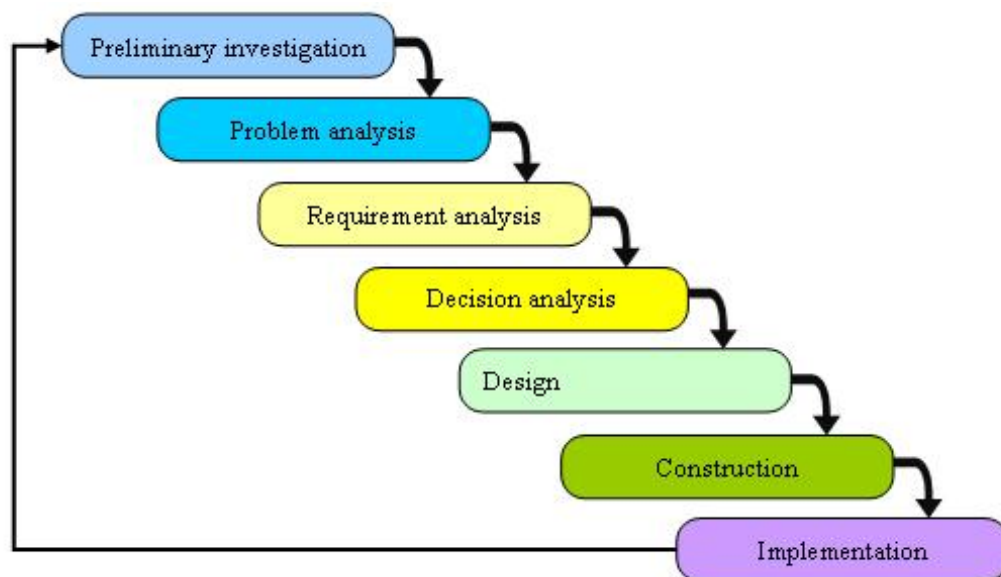 Preliminary investigation
Problem analysis
Requirement analysis
Decision analysis
Design
Construction
Implementation